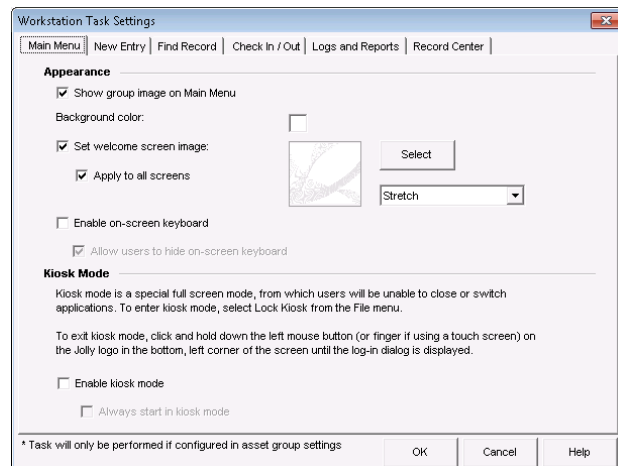 Workstation Task Settings
Main Menu New Entry Find Record Check In / Out Logs and Reports Record Center
Appearance
Show group image on Main Menu
Background color:
Set welcome screen image:
Select
Apply to all screens
Stretch
Enable on-screen keyboard
Allow users to hide on-screen keyboard
Kiosk Mode
Kiosk mode is a special full screen mode, from which users will be unable to close or switch
applications. To enter kiosk mode, select Lock Kiosk from the File menu.
To exit kiosk mode, click and hold down the left mouse button (or finger if using a touch screen) on
the Jolly logo in the bottom, left corner of the screen until the log-in dialog is displayed.
Enable kiosk mode
Always start in kiosk mode
* Task will only be performed if configured in asset group settings
OK Cancel Help